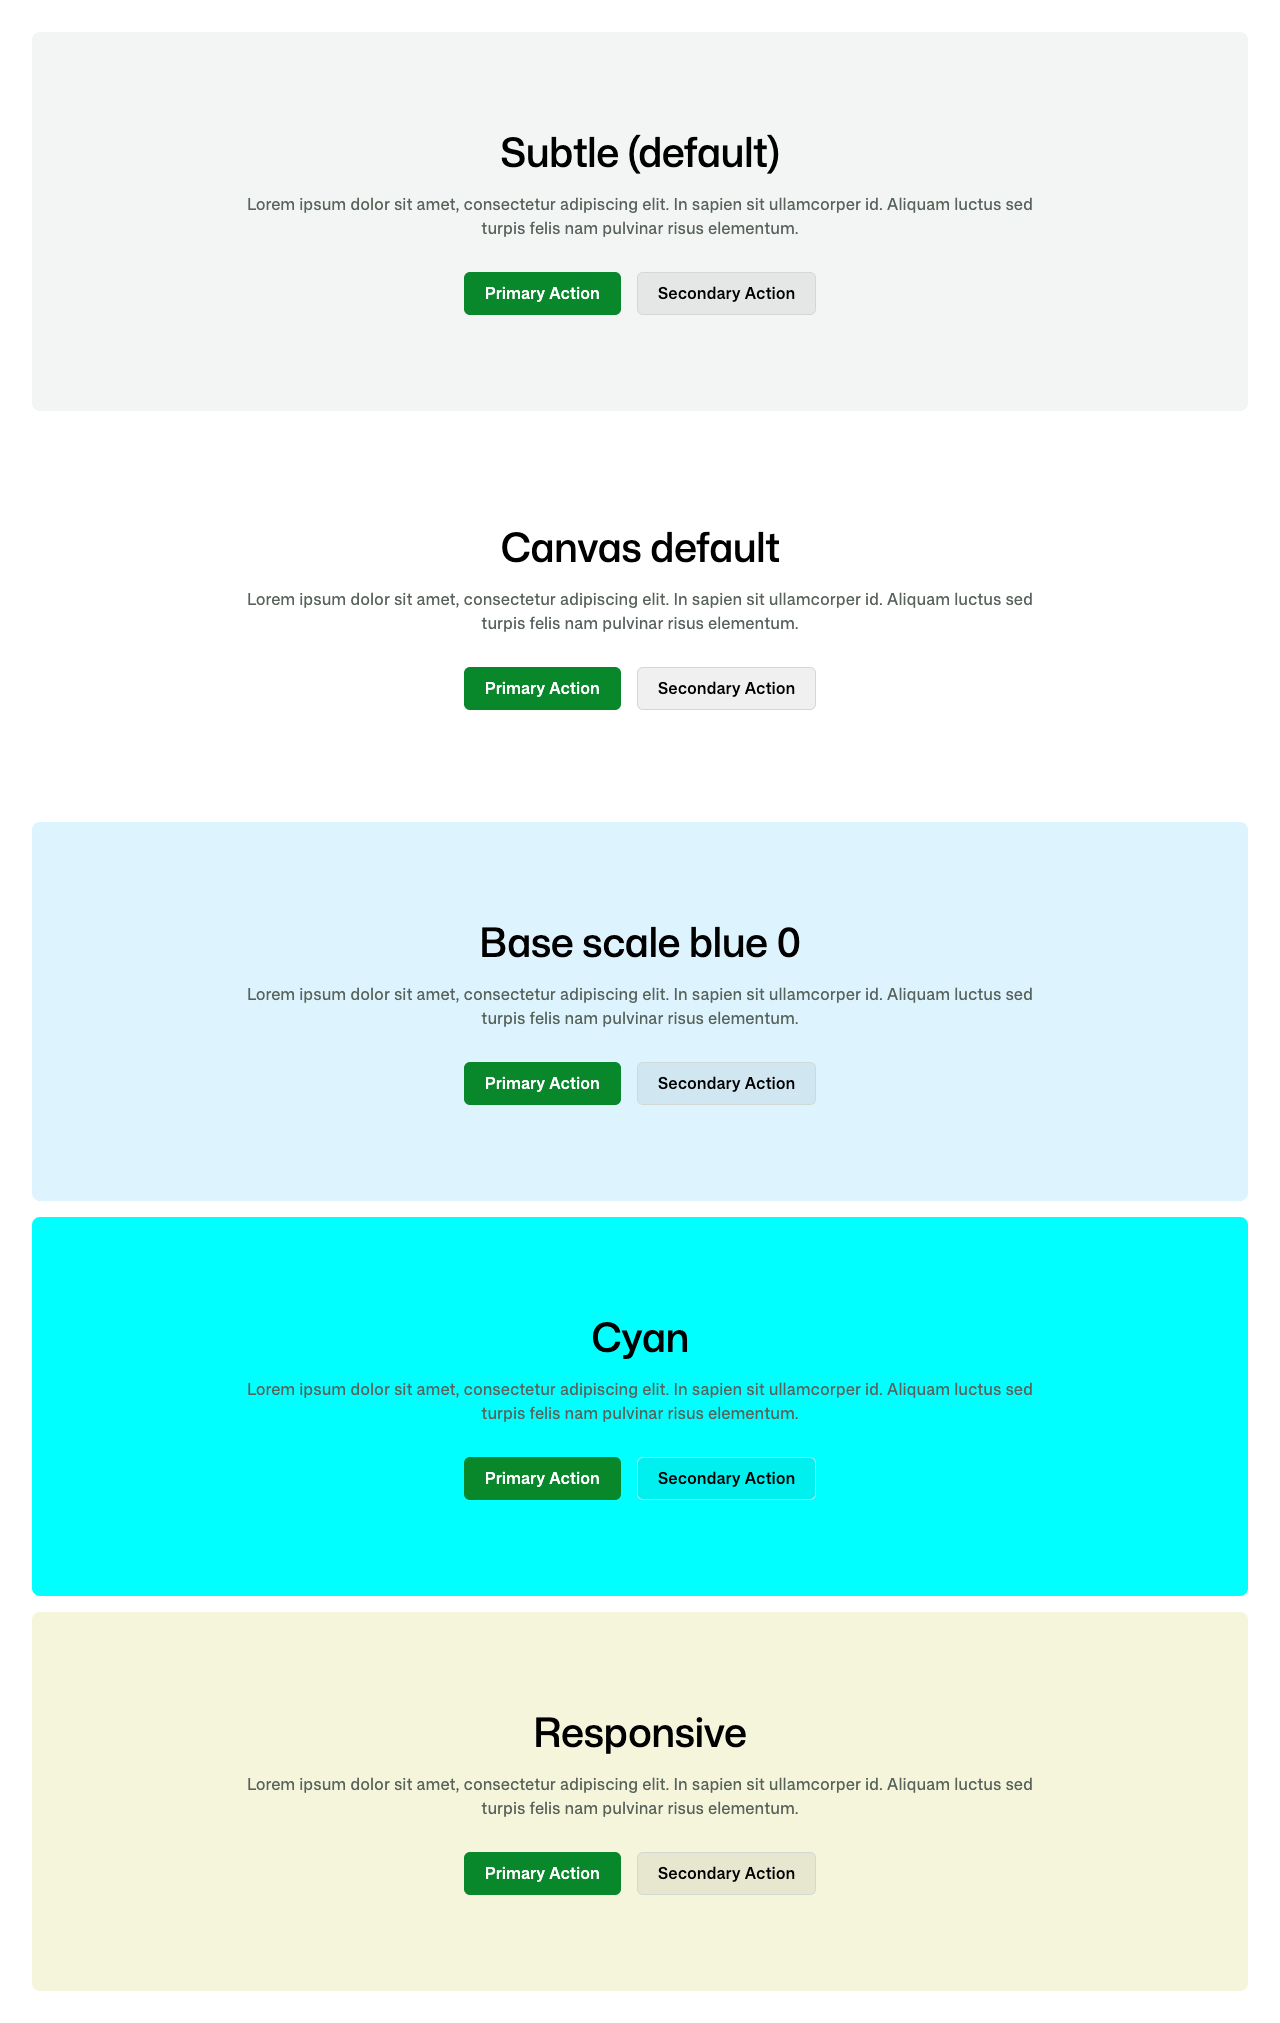 Subtle (default)
Lorem ipsum dolor sit amet, consectetur adipiscing elit. In sapien sit ullamcorper id. Aliquam luctus sed
turpis felis nam pulvinar risus elementum.
Primary Action Secondary Action
Canvas default
Lorem ipsum dolor sit amet, consectetur adipiscing elit. In sapien sit ullamcorper id. Aliquam luctus sed
turpis felis nam pulvinar risus elementum.
Primary Action Secondary Action
Base scale blue 0
Lorem ipsum dolor sit amet, consectetur adipiscing elit. In sapien sit ullamcorper id. Aliquam luctus sed
turpis felis nam pulvinar risus elementum.
Primary Action Secondary Action
Cyan
Lorem ipsum dolor sit amet, consectetur adipiscing elit. In sapien sit ullamcorper id. Aliquam luctus sed
turpis felis nam pulvinar risus elementum.
Primary Action Secondary Action
Responsive
Lorem ipsum dolor sit amet, consectetur adipiscing elit. In sapien sit ullamcorper id. Aliquam luctus sed
turpis felis nam pulvinar risus elementum.
Primary Action Secondary Action